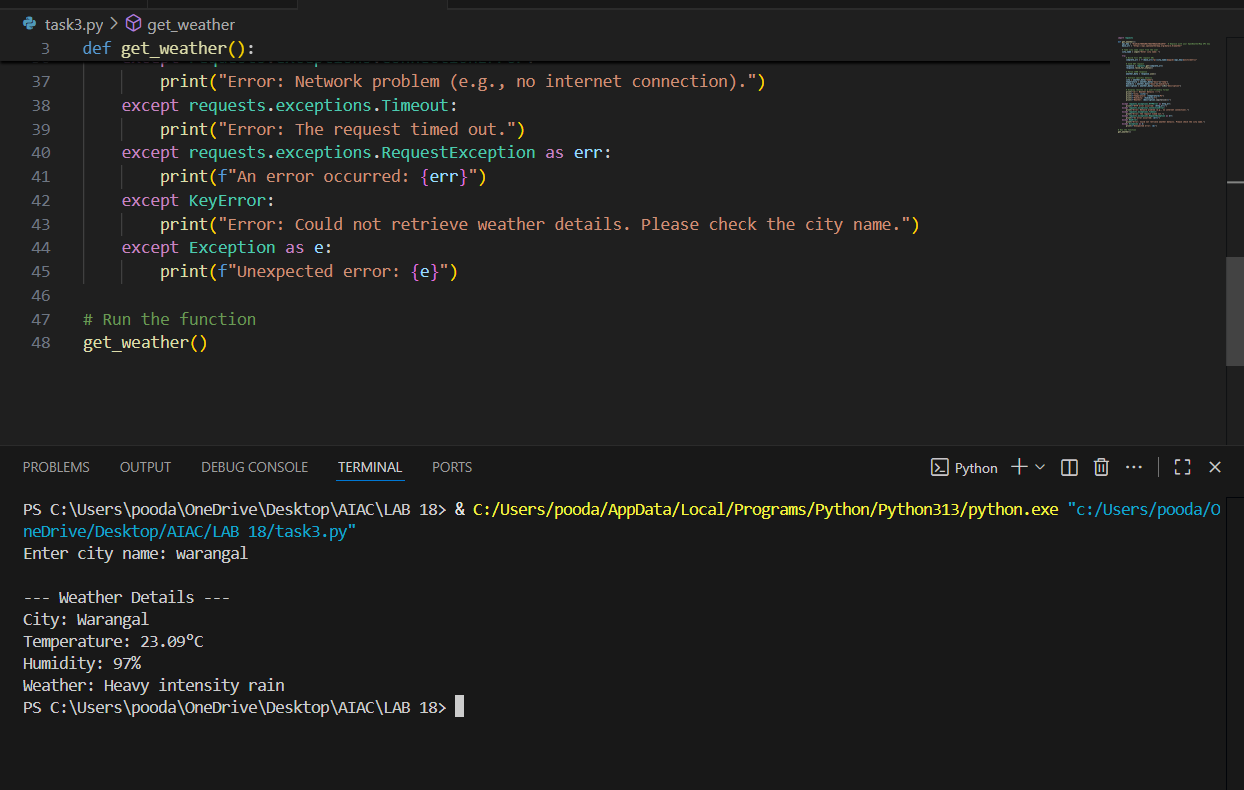 task3.py > get_weather
3 def get_weather():
37 print("Error: Network problem (e.g., no internet connection).")
38 except requests.exceptions.Timeout:
39 print("Error: The request timed out.")
40 except requests.exceptions.RequestException as err:
41 print(f"An error occurred: {err}")
42 except KeyError:
43 print("Error: Could not retrieve weather details. Please check the city name.")
44 except Exception as e:
45 print(f"Unexpected error: {e}")
46
47 # Run the function
48 get_weather()
PROBLEMS OUTPUT DEBUG CONSOLE TERMINAL PORTS Python
PS C:\Users\pooda\OneDrive\Desktop\AIAC\LAB 18> & C:/Users/pooda/AppData/Local/Programs/Python/Python313/python.exe "c:/Users/pooda/O
neDrive/Desktop/AIAC/LAB 18/task3.py"
Enter city name: warangal
--- Weather Details ---
City: Warangal
Temperature: 23.09°C
Humidity: 97%
Weather: Heavy intensity rain
PS C:\Users\pooda\OneDrive\Desktop\AIAC\LAB 18>